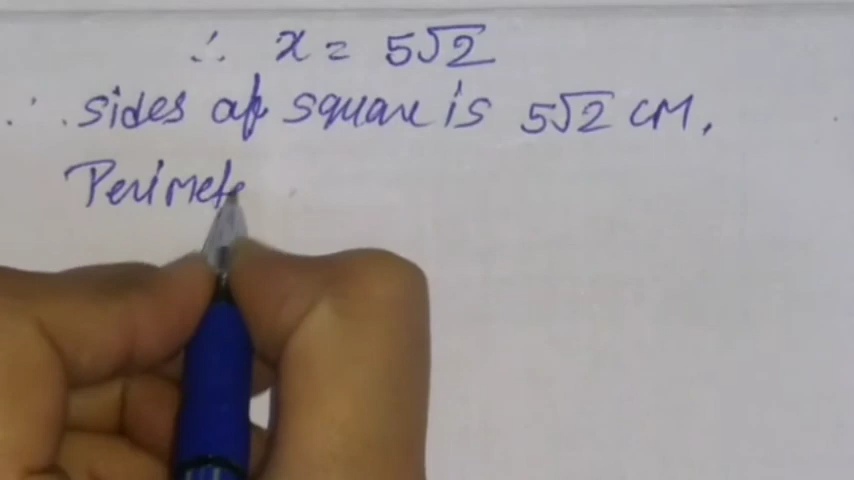 ∴ x = 5√2
∴ sides of square is 5√2 cm.
Perimete